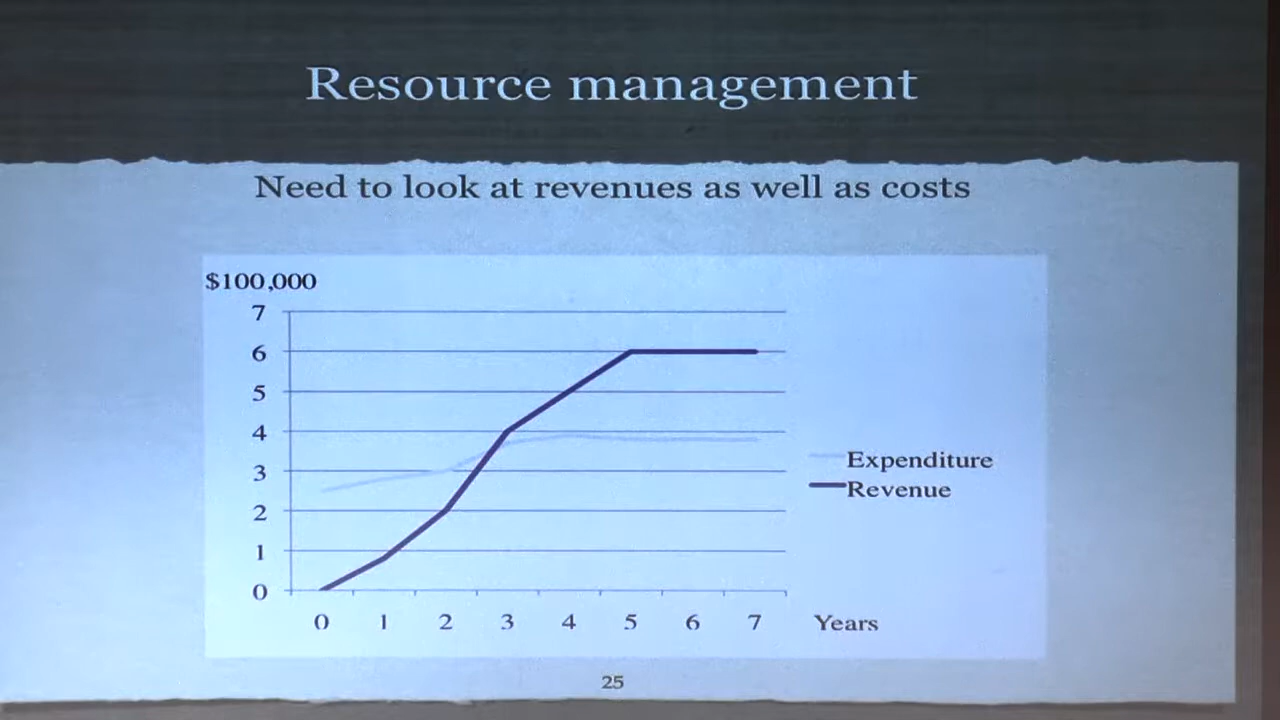 Resource management
Need to look at revenues as well as costs
$100,000
7
6
5
4
3
2
1
0
0 1 2 3 4 5 6 7 Years
Expenditure
Revenue
25